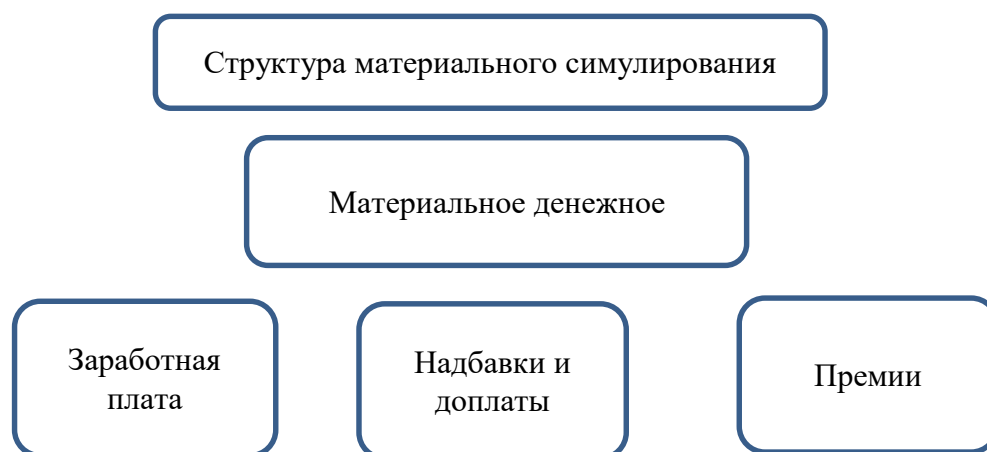 Структура материального симулирования
Материальное денежное
Заработная
плата
Надбавки и
доплаты
Премии